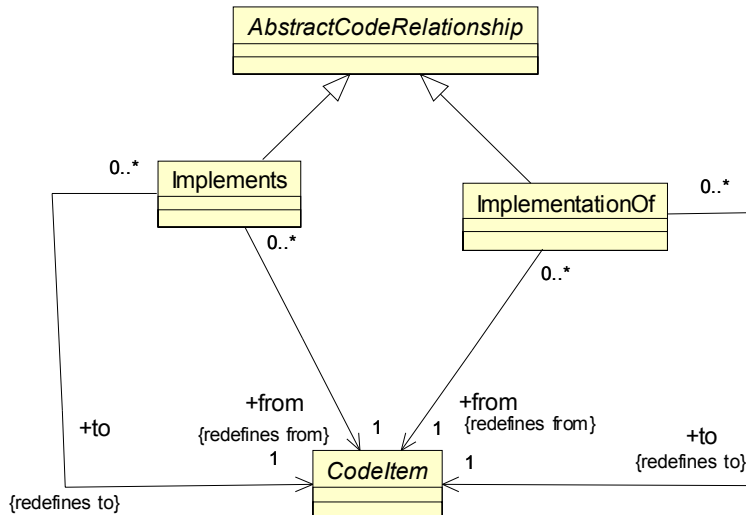 AbstractCodeRelationship
0..*
Implements
0..*
ImplementationOf
0..*
0..*
+from
{redefines from}
+from
{redefines from}
+to
+to
1
1
1
1
{redefines to}
{redefines to}
CodeItem